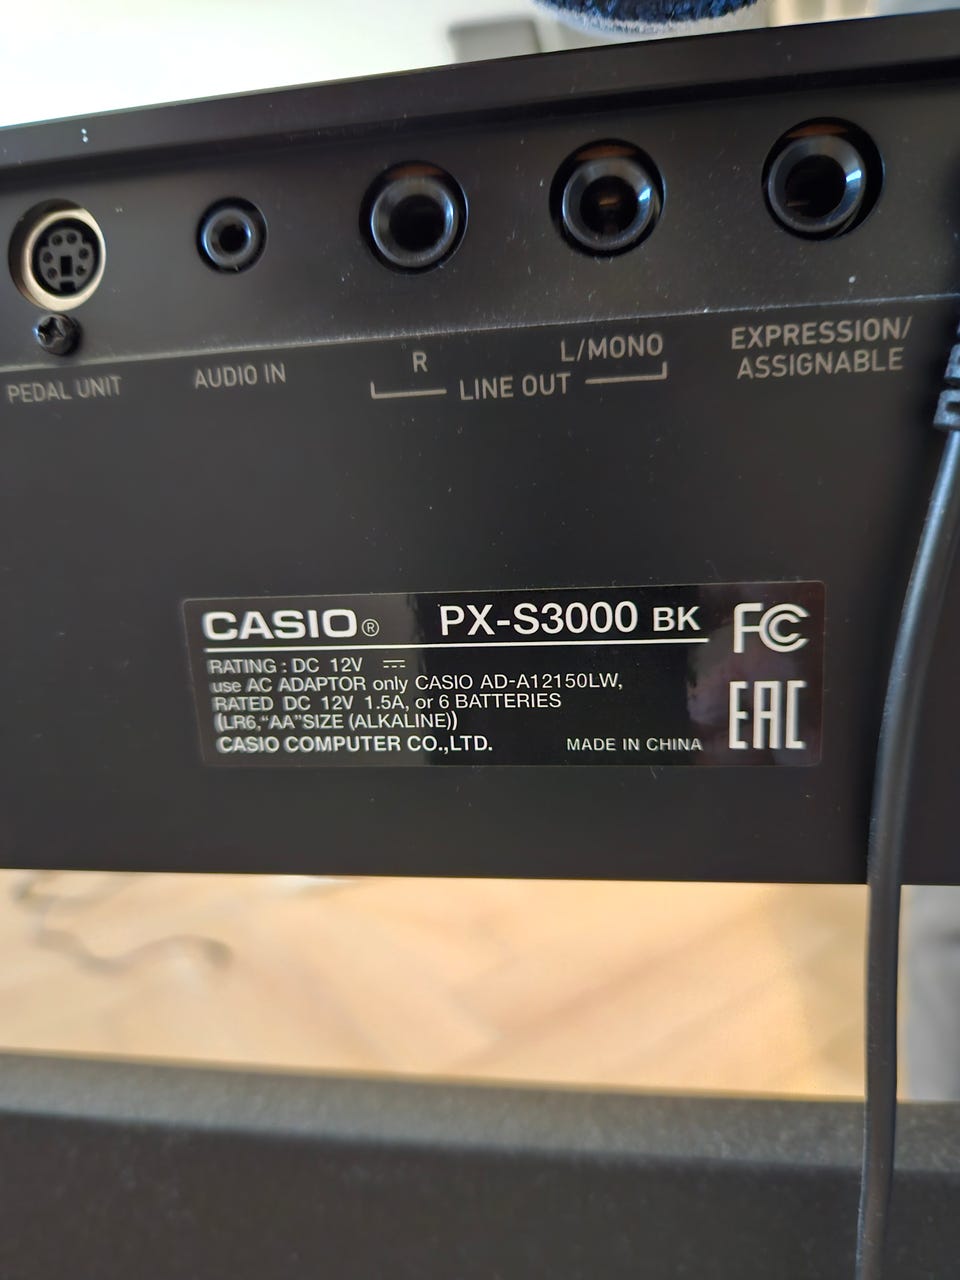 PEDAL UNIT
AUDIO IN
R
L/MONO
LINE OUT
EXPRESSION/
ASSIGNABLE
CASIO® PX-S3000 BK FC
RATING : DC 12V ⎓
use AC ADAPTOR only CASIO AD-A12150LW,
RATED DC 12V 1.5A, or 6 BATTERIES
(LR6,"AA"SIZE (ALKALINE))
CASIO COMPUTER CO.,LTD. MADE IN CHINA
EAC